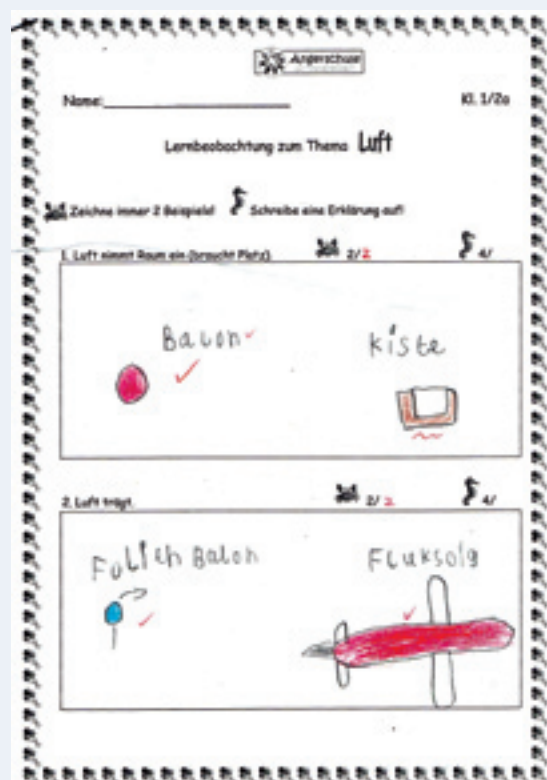 Angerschule
Name: Kl. 1/2a
Lernbeobachtung zum Thema Luft
Zeichne immer 2 Beispiele! Schreibe eine Erklärung auf!
1. Luft nimmt Raum ein (braucht Platz). 2/2 4/
Balon Kiste
2. Luft trägt. 2/2 4/
Folien Balon Fluksolg